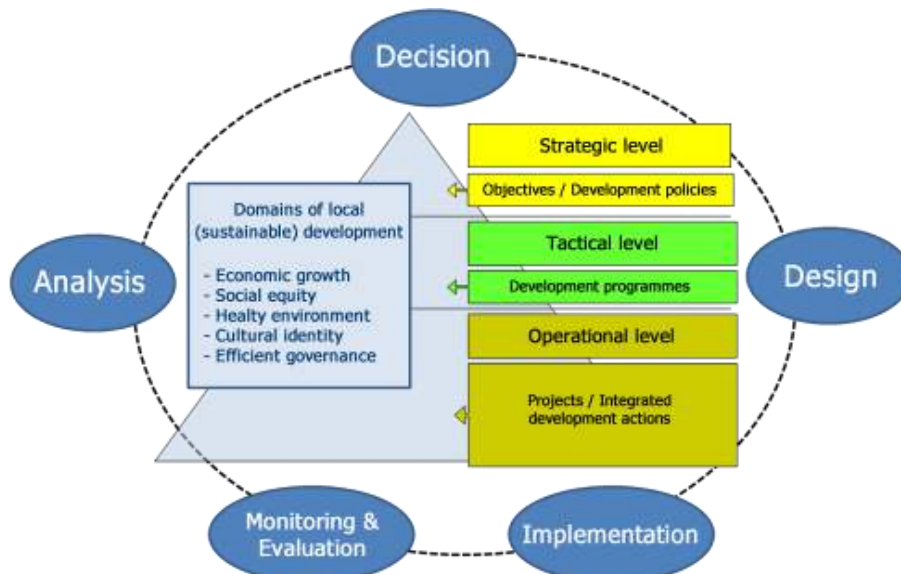 Decision
Strategic level
Objectives / Development policies
Domains of local
(sustainable) development
- Economic growth
- Social equity
- Healty environment
- Cultural identity
- Efficient governance
Tactical level
Development programmes
Analysis
Design
Operational level
Projects / Integrated
development actions
Monitoring &
Evaluation
Implementation